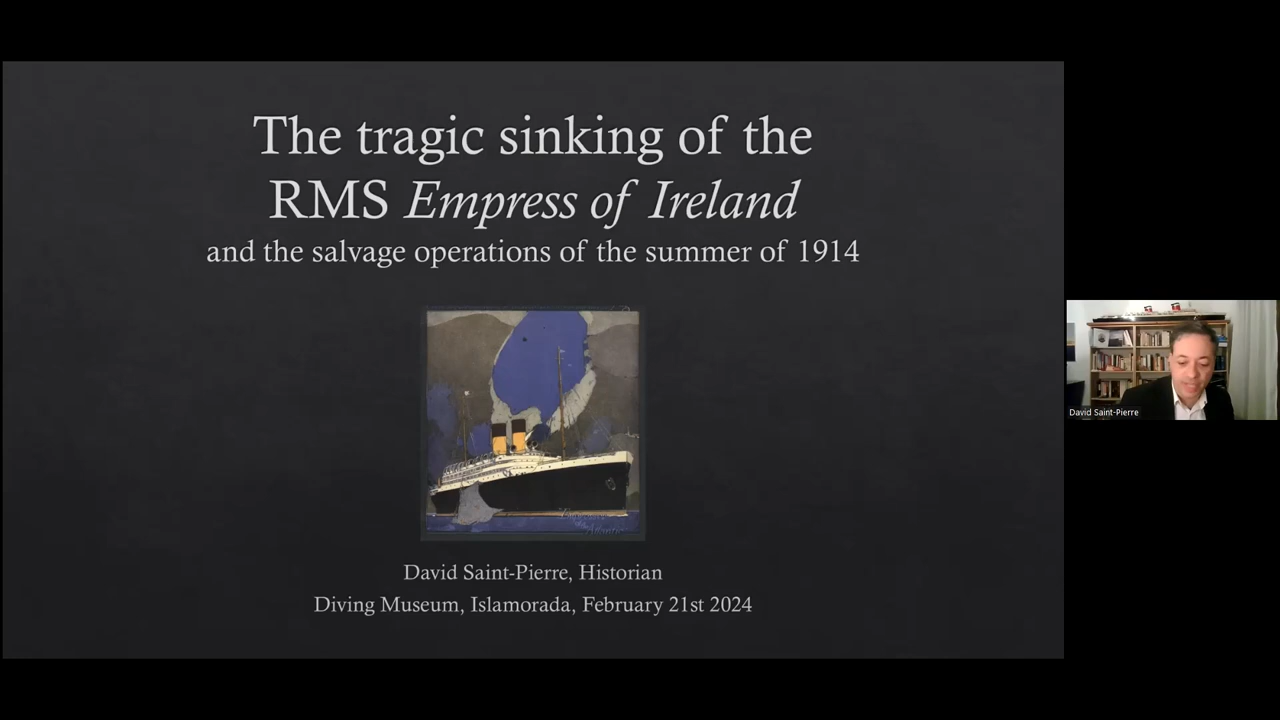 The tragic sinking of the
RMS Empress of Ireland
and the salvage operations of the summer of 1914
David Saint-Pierre, Historian
Diving Museum, Islamorada, February 21st 2024
David Saint-Pierre